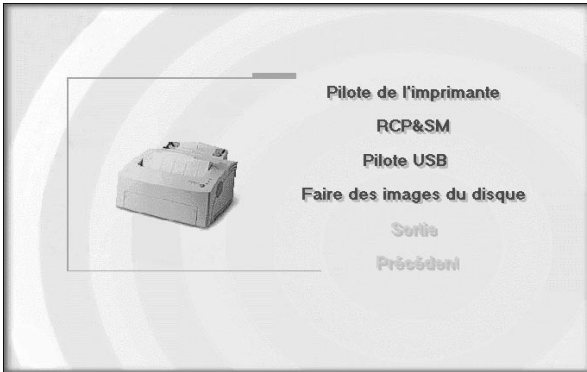 Pilote de l'imprimante
RCP&SM
Pilote USB
Faire des images du disque
Sortie
Précédent